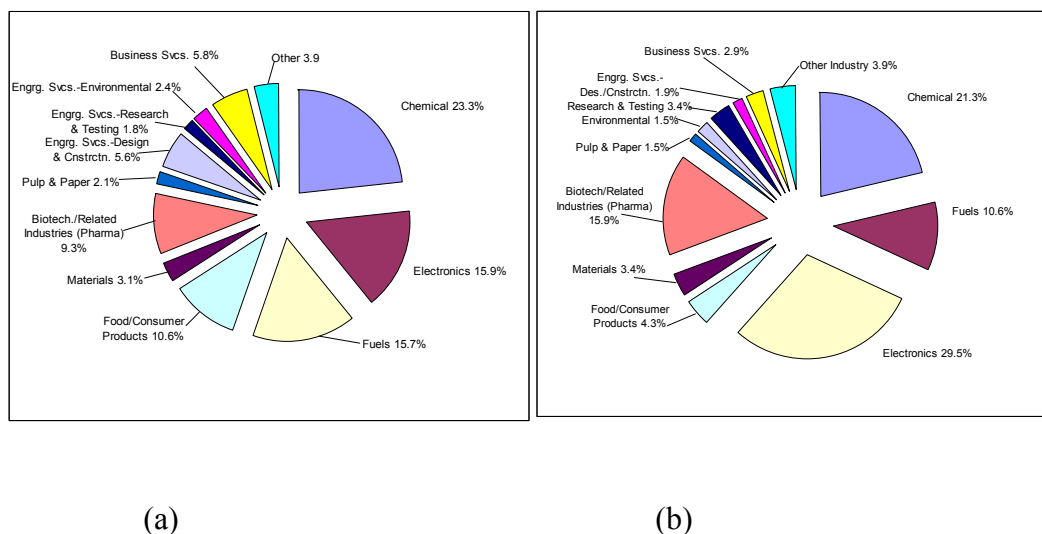 Business Svcs. 5.8%
Other 3.9
Engrg. Svcs.-Environmental 2.4%
Chemical 23.3%
Engrg. Svcs.-Research
& Testing 1.8%
Engrg. Svcs.-Design
& Cnstrctn. 5.6%
Pulp & Paper 2.1%
Biotech./Related
Industries (Pharma)
9.3%
Electronics 15.9%
Materials 3.1%
Food/Consumer
Products 10.6%
Fuels 15.7%
(a)
Business Svcs. 2.9%
Other Industry 3.9%
Engrg. Svcs.-
Des./Cnstrctn. 1.9%
Research & Testing 3.4%
Environmental 1.5%
Chemical 21.3%
Pulp & Paper 1.5%
Biotech/Related
Industries (Pharma)
15.9%
Fuels 10.6%
Materials 3.4%
Food/Consumer
Products 4.3%
Electronics 29.5%
(b)